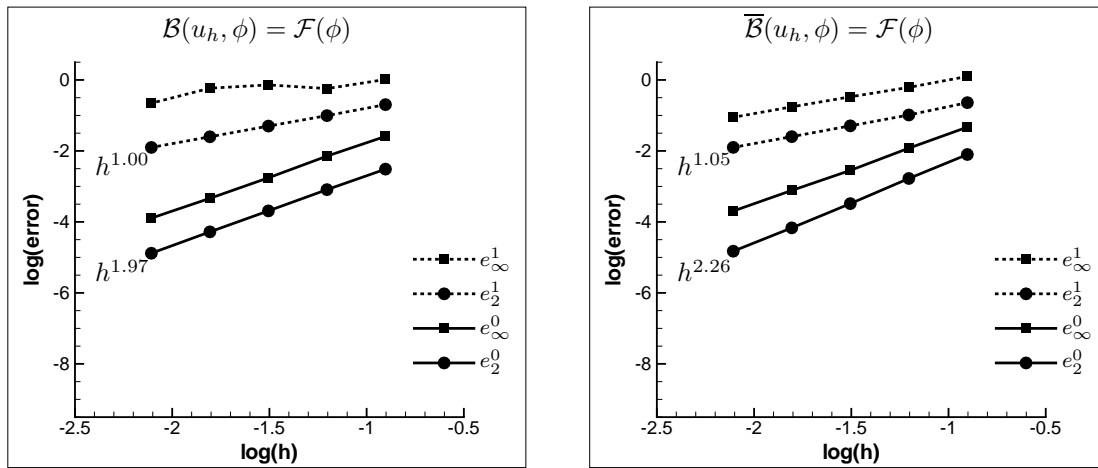 𝓑(u_h, ϕ) = 𝓕(ϕ)
0
-2
-4
-6
-8
log(error)
h^{1.00}
h^{1.97}
e^1_∞
e^1_2
e^0_∞
e^0_2
-2.5
-2
-1.5
-1
-0.5
log(h)
\overline{𝓑}(u_h, ϕ) = 𝓕(ϕ)
0
-2
-4
-6
-8
log(error)
h^{1.05}
h^{2.26}
e^1_∞
e^1_2
e^0_∞
e^0_2
-2.5
-2
-1.5
-1
-0.5
log(h)